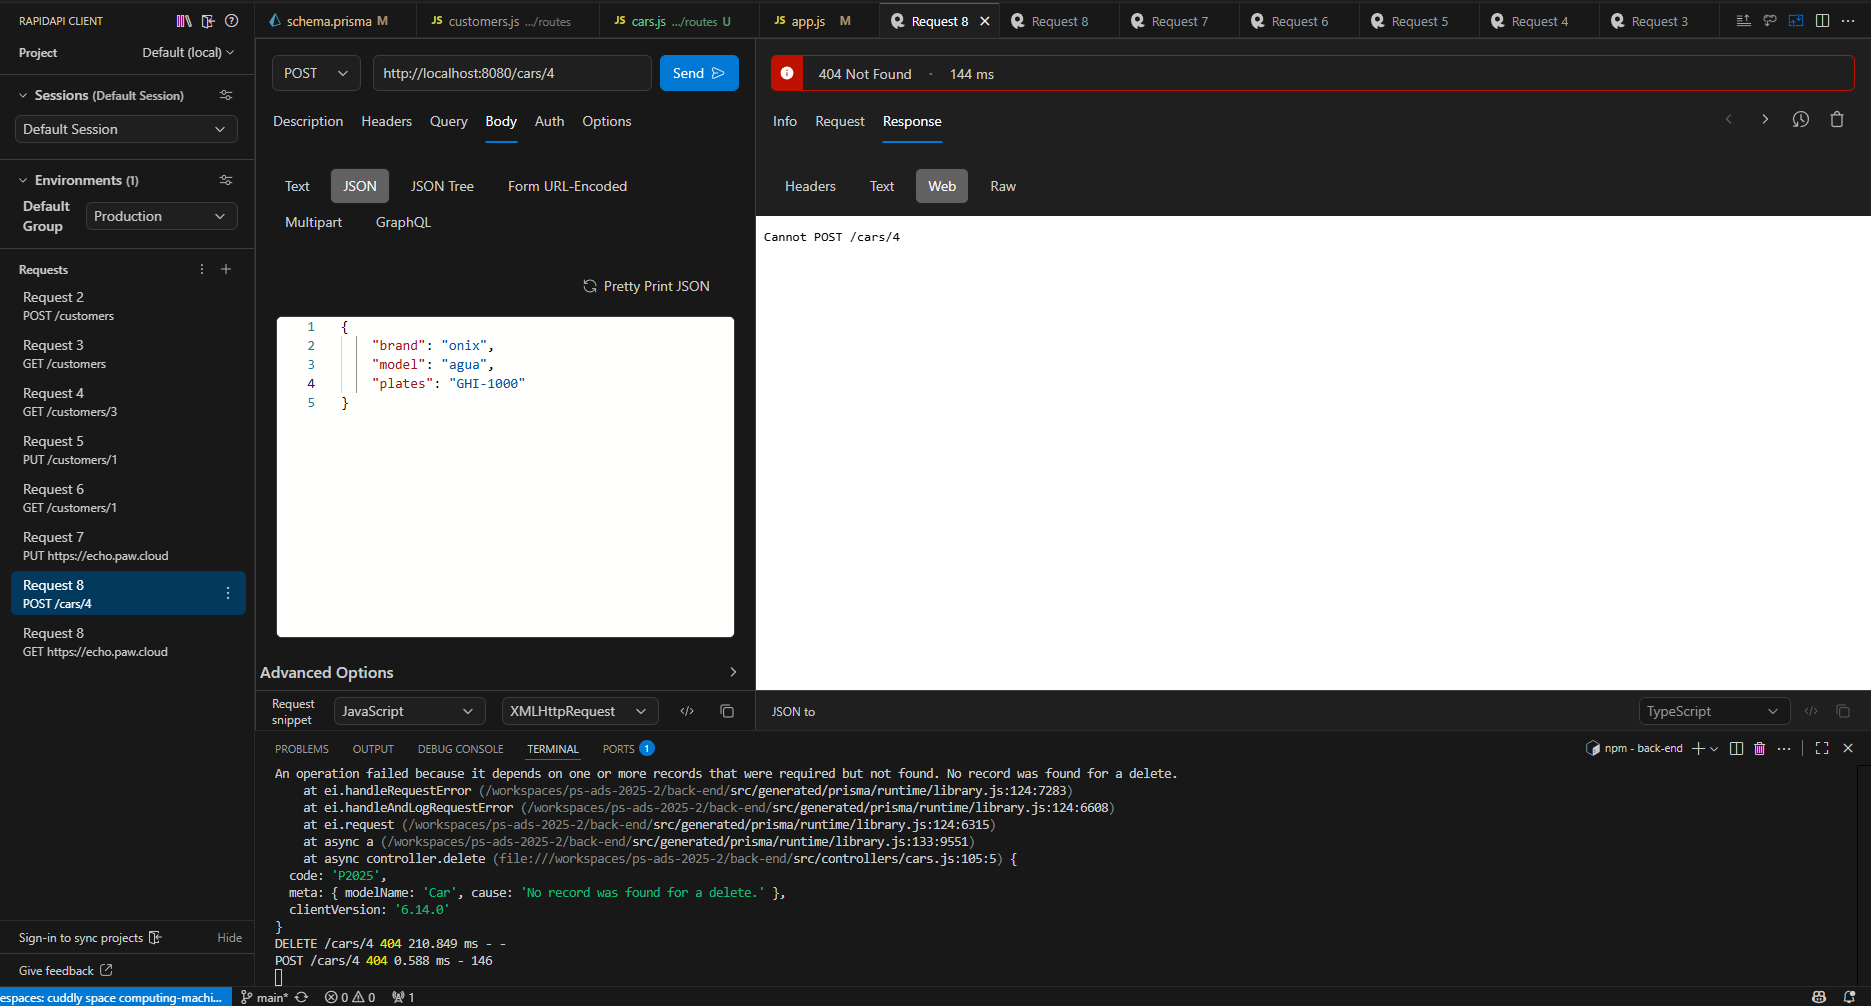 RAPIDAPI CLIENT
Project Default (local)
Sessions (Default Session)
Default Session
Environments (1)
Default Group Production
Requests
Request 2
POST /customers
Request 3
GET /customers
Request 4
GET /customers/3
Request 5
PUT /customers/1
Request 6
GET /customers/1
Request 7
PUT https://echo.paw.cloud
Request 8
POST /cars/4
Request 8
GET https://echo.paw.cloud
Sign-in to sync projects Hide
Give feedback
schema.prisma M JS customers.js .../routes JS cars.js .../routes U JS app.js M Request 8 Request 8 Request 7 Request 6 Request 5 Request 4 Request 3
POST http://localhost:8080/cars/4 Send
Description Headers Query Body Auth Options
Text JSON JSON Tree Form URL-Encoded
Multipart GraphQL
Pretty Print JSON
1 {
2 "brand": "onix",
3 "model": "agua",
4 "plates": "GHI-1000"
5 }
Advanced Options
Request snippet JavaScript XMLHttpRequest
404 Not Found · 144 ms
Info Request Response
Headers Text Web Raw
Cannot POST /cars/4
JSON to TypeScript
PROBLEMS OUTPUT DEBUG CONSOLE TERMINAL PORTS 1 npm - back-end
An operation failed because it depends on one or more records that were required but not found. No record was found for a delete.
at ei.handleRequestError (/workspaces/ps-ads-2025-2/back-end/src/generated/prisma/runtime/library.js:124:7283)
at ei.handleAndLogRequestError (/workspaces/ps-ads-2025-2/back-end/src/generated/prisma/runtime/library.js:124:6608)
at ei.request (/workspaces/ps-ads-2025-2/back-end/src/generated/prisma/runtime/library.js:124:6315)
at async a (/workspaces/ps-ads-2025-2/back-end/src/generated/prisma/runtime/library.js:133:9551)
at async controller.delete (file:///workspaces/ps-ads-2025-2/back-end/src/controllers/cars.js:105:5) {
code: 'P2025',
meta: { modelName: 'Car', cause: 'No record was found for a delete.' },
clientVersion: '6.14.0'
}
DELETE /cars/4 404 210.849 ms - -
POST /cars/4 404 0.588 ms - 146
espaces: cuddly space computing-machi... main* 0 0 1